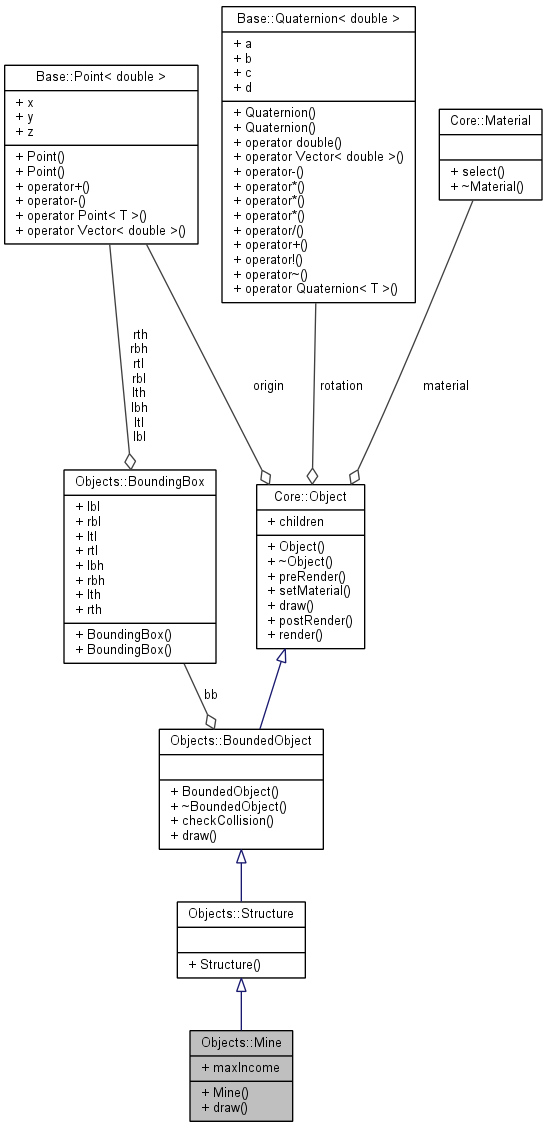 Base::Quaternion< double >
+ a
+ b
+ c
+ d
+ Quaternion()
+ Quaternion()
+ operator double()
+ operator Vector< double >()
+ operator-()
+ operator*()
+ operator*()
+ operator*()
+ operator/()
+ operator+()
+ operator!()
+ operator~()
+ operator Quaternion< T >()
Base::Point< double >
+ x
+ y
+ z
+ Point()
+ Point()
+ operator+()
+ operator-()
+ operator Point< T >()
+ operator Vector< double >()
Core::Material
+ select()
+ ~Material()
rth
rbh
rtl
rbl
lth
lbh
ltl
lbl
origin
rotation
material
Objects::BoundingBox
+ lbl
+ rbl
+ ltl
+ rtl
+ lbh
+ rbh
+ lth
+ rth
+ BoundingBox()
+ BoundingBox()
Core::Object
+ children
+ Object()
+ ~Object()
+ preRender()
+ setMaterial()
+ draw()
+ postRender()
+ render()
bb
Objects::BoundedObject
+ BoundedObject()
+ ~BoundedObject()
+ checkCollision()
+ draw()
Objects::Structure
+ Structure()
Objects::Mine
+ maxIncome
+ Mine()
+ draw()